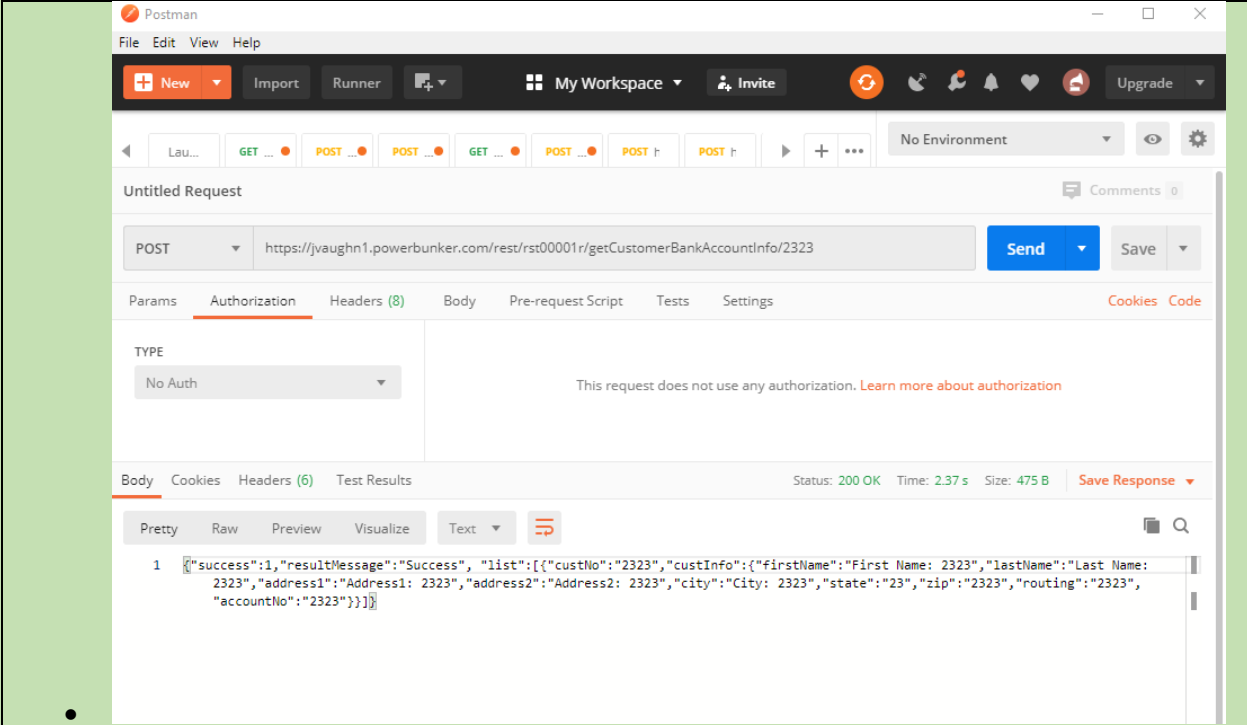 Postman
File Edit View Help
New Import Runner My Workspace Invite Upgrade
Lau... GET ... POST ... POST ... GET ... POST ... POST POST ••• No Environment
Untitled Request Comments 0
POST https://jvaughn1.powerbunker.com/rest/rst00001r/getCustomerBankAccountInfo/2323 Send Save
Params Authorization Headers (8) Body Pre-request Script Tests Settings Cookies Code
TYPE
No Auth
This request does not use any authorization. Learn more about authorization
Body Cookies Headers (6) Test Results Status: 200 OK Time: 2.37 s Size: 475 B Save Response
Pretty Raw Preview Visualize Text
1 {"success":1,"resultMessage":"Success", "list":[{"custNo":"2323","custInfo":{"firstName":"First Name: 2323","lastName":"Last Name:
2323","address1":"Address1: 2323","address2":"Address2: 2323","city":"City: 2323","state":"23","zip":"2323","routing":"2323",
"accountNo":"2323"}}]}